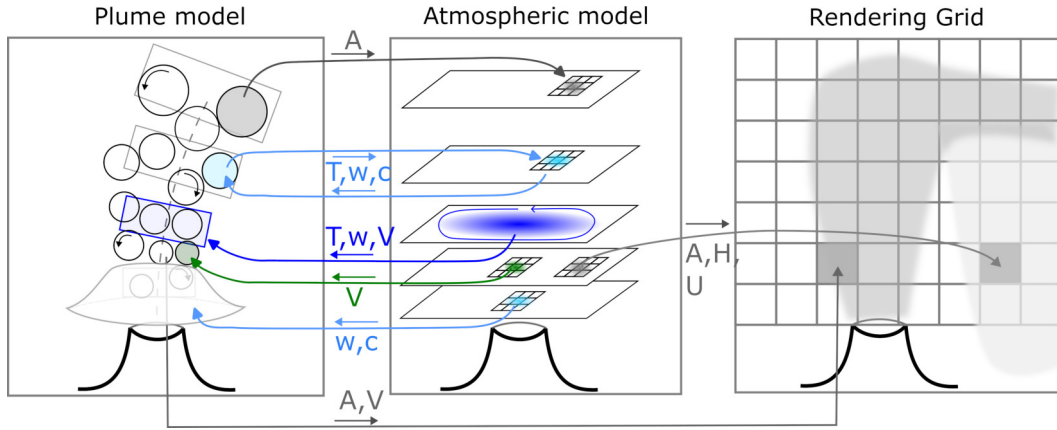 Plume model
Atmospheric model
Rendering Grid
A
T,w,c
T,w,V
V
w,c
A,H,
U
A,V